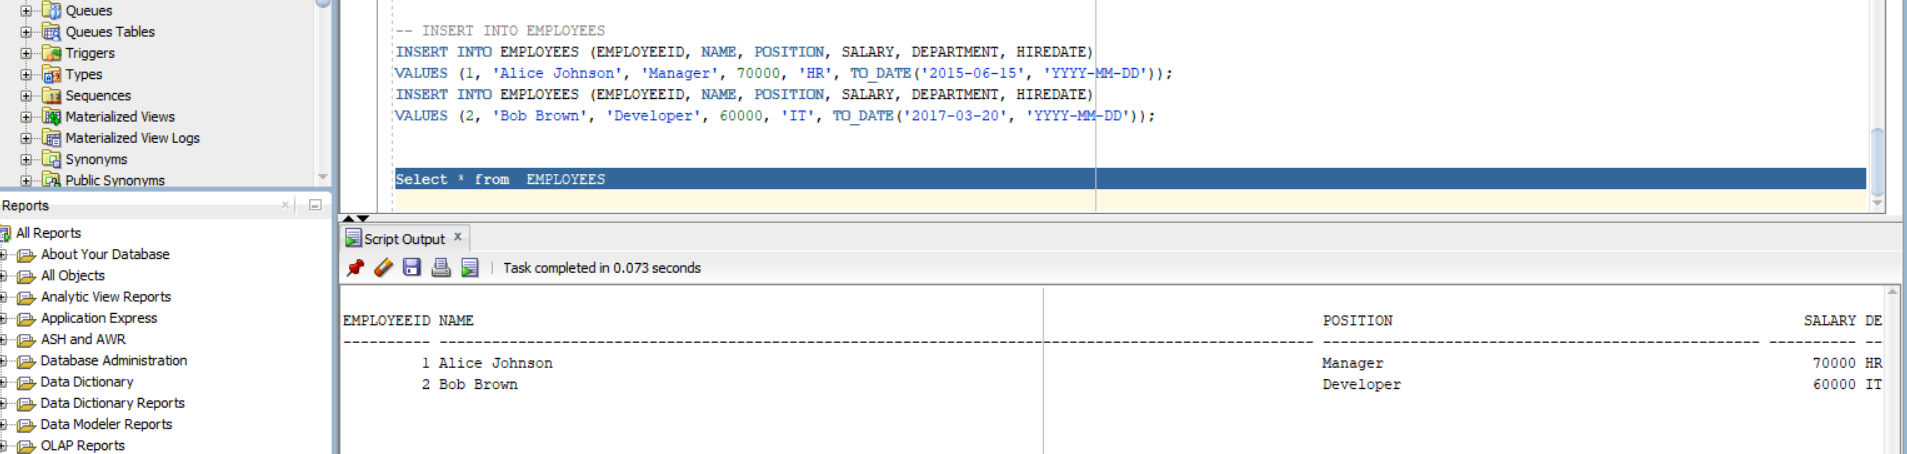 Queues
Queues Tables
Triggers
Types
Sequences
Materialized Views
Materialized View Logs
Synonyms
Public Synonyms
Reports
All Reports
About Your Database
All Objects
Analytic View Reports
Application Express
ASH and AWR
Database Administration
Data Dictionary
Data Dictionary Reports
Data Modeler Reports
OLAP Reports
-- INSERT INTO EMPLOYEES
INSERT INTO EMPLOYEES (EMPLOYEEID, NAME, POSITION, SALARY, DEPARTMENT, HIREDATE)
VALUES (1, 'Alice Johnson', 'Manager', 70000, 'HR', TO_DATE('2015-06-15', 'YYYY-MM-DD'));
INSERT INTO EMPLOYEES (EMPLOYEEID, NAME, POSITION, SALARY, DEPARTMENT, HIREDATE)
VALUES (2, 'Bob Brown', 'Developer', 60000, 'IT', TO_DATE('2017-03-20', 'YYYY-MM-DD'));
Select * from  EMPLOYEES
Script Output x
Task completed in 0.073 seconds
EMPLOYEEID NAME POSITION SALARY DE
1 Alice Johnson Manager 70000 HR
2 Bob Brown Developer 60000 IT